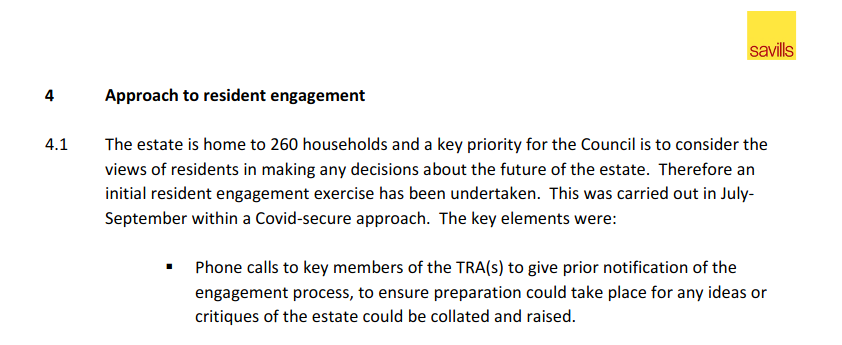 savills
4 Approach to resident engagement
4.1 The estate is home to 260 households and a key priority for the Council is to consider the
views of residents in making any decisions about the future of the estate. Therefore an
initial resident engagement exercise has been undertaken. This was carried out in July-
September within a Covid-secure approach. The key elements were:
▪ Phone calls to key members of the TRA(s) to give prior notification of the
engagement process, to ensure preparation could take place for any ideas or
critiques of the estate could be collated and raised.